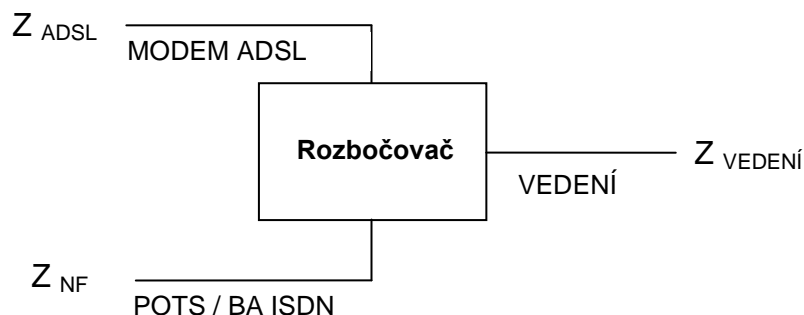 Z ADSL
MODEM ADSL
Rozbočovač
Z VEDENÍ
VEDENÍ
Z NF
POTS / BA ISDN